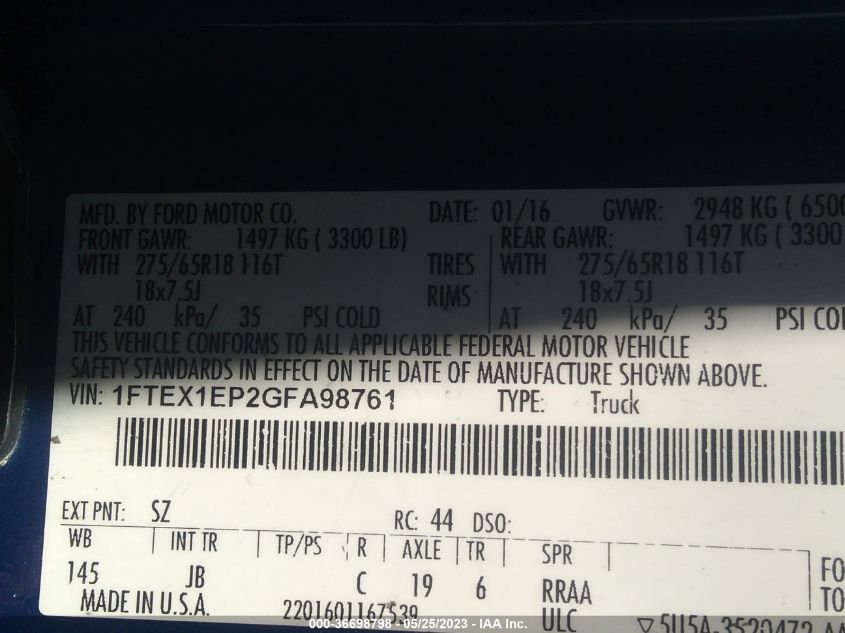 MFD. BY FORD MOTOR CO. DATE: 01/16 GVWR: 2948 KG ( 6500
FRONT GAWR: 1497 KG ( 3300 LB) REAR GAWR: 1497 KG ( 3300
WITH 275/65R18 116T TIRES WITH 275/65R18 116T
18x7.5J RIMS 18x7.5J
AT 240 kPa/ 35 PSI COLD AT 240 kPa/ 35 PSI COL
THIS VEHICLE CONFORMS TO ALL APPLICABLE FEDERAL MOTOR VEHICLE
SAFETY STANDARDS IN EFFECT ON THE DATE OF MANUFACTURE SHOWN ABOVE.
VIN: 1FTEX1EP2GFA98761 TYPE: Truck
EXT PNT: SZ RC: 44 DSO:
WB INT TR TP/PS R AXLE TR SPR
145 JB C 19 6 RRAA FO
MADE IN U.S.A. 2201601167539 ULC TO
000-36698798 - 05/25/2023 - IAA Inc.